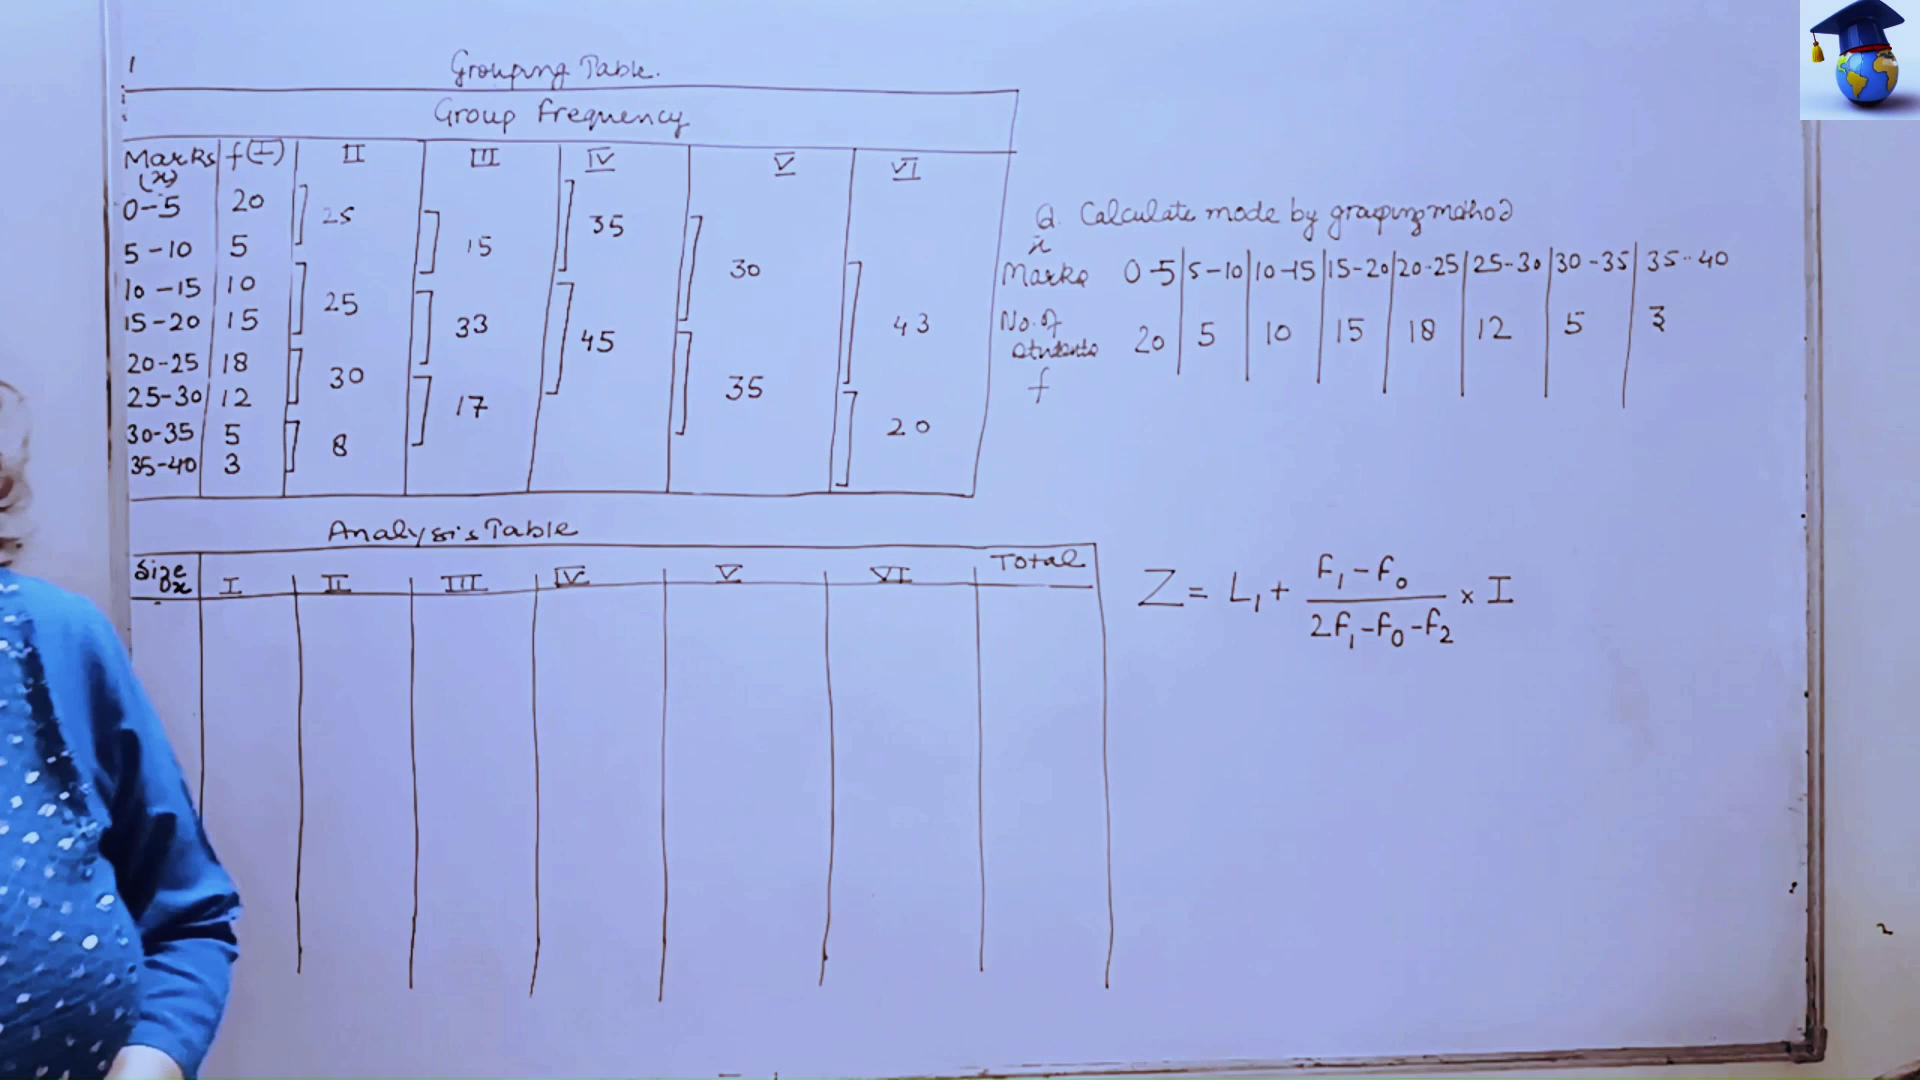 Grouping Table.
Group Frequency
Marks (x) f(I) II III IV V VI
0-5 20
5-10 5
10-15 10
15-20 15
20-25 18
25-30 12
30-35 5
35-40 3
25
25
30
8
15
33
17
35
45
30
35
43
20
Q. Calculate mode by grouping method
x
Marks 0-5 5-10 10-15 15-20 20-25 25-30 30-35 35-40
No. of
students 20 5 10 15 18 12 5 3
f
Analysis Table
Size x I II III IV V VI Total
Z = L₁ + f₁-f₀ / 2f₁-f₀-f₂ × I